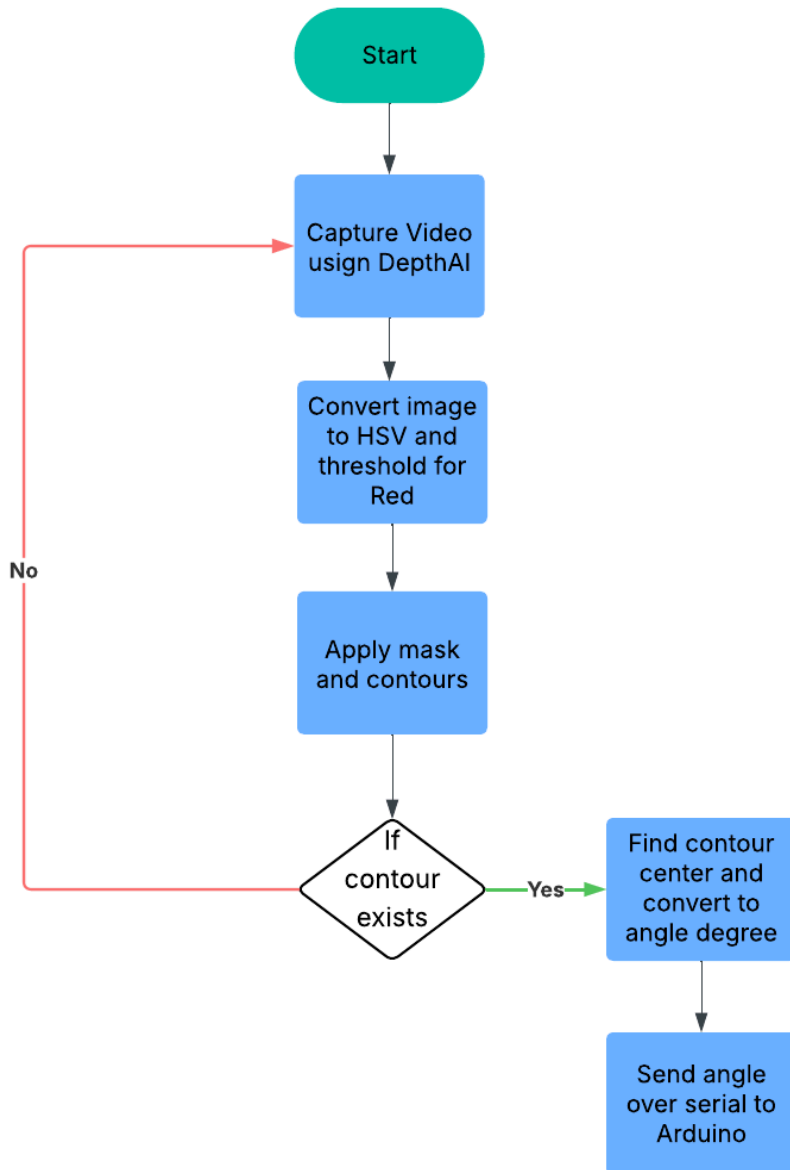 Start
Capture Video
usign DepthAI
Convert image
to HSV and
threshold for
Red
No
Apply mask
and contours
If
contour
exists
Yes
Find contour
center and
convert to
angle degree
Send angle
over serial to
Arduino